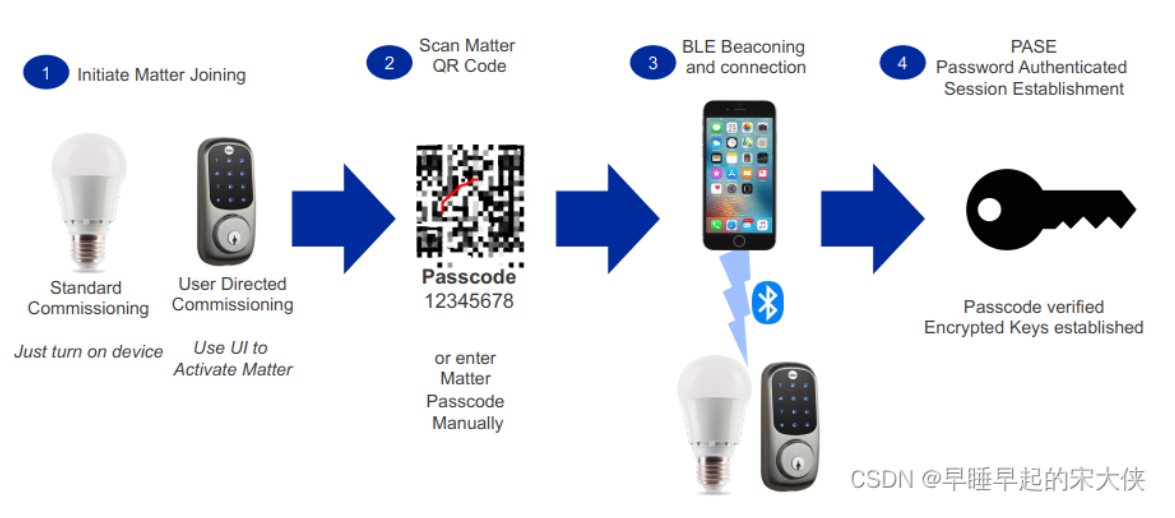 1
Initiate Matter Joining
Standard
Commissioning
Just turn on device
User Directed
Commissioning
Use UI to
Activate Matter
2
Scan Matter
QR Code
Passcode
12345678
or enter
Matter
Passcode
Manually
3
BLE Beaconing
and connection
4
PASE
Password Authenticated
Session Establishment
Passcode verified
Encrypted Keys established
CSDN @早睡早起的宋大侠